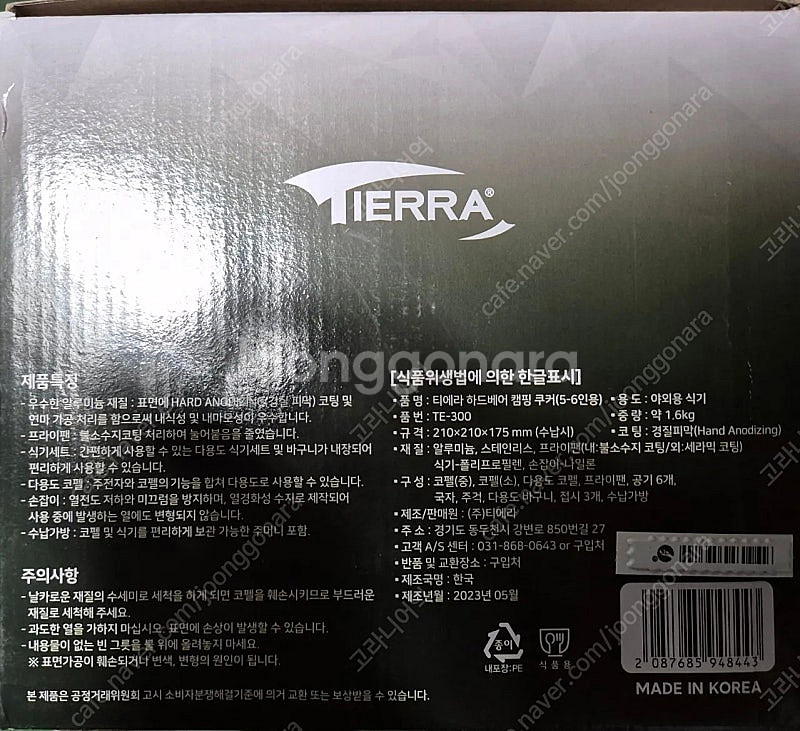 TIERRA®
제품특징
- 우수한 알루미늄 재질 : 표면에 HARD 경질 피막) 코팅 및
연마 가공 처리를 함으로써 내식성 및 내마모성이 우수합니다.
- 프라이팬 : 불소수지코팅 처리하여 눌어붙음을 줄였습니다.
- 식기세트 : 간편하게 사용할 수 있는 다용도 식기세트 및 바구니가 내장되어
편리하게 사용할 수 있습니다.
- 다용도 코펠 : 주전자와 코펠의 기능을 합쳐 다용도로 사용할 수 있습니다.
- 손잡이 : 열전도 저하와 미끄럼을 방지하며, 열경화성 수지로 제작되어
사용 중에 발생하는 열에도 변형되지 않습니다.
- 수납가방 : 코펠 및 식기를 편리하게 보관 가능한 주머니 포함.
주의사항
- 날카로운 재질의 수세미로 세척을 하게 되면 코펠을 훼손시키므로 부드러운
재질로 세척해 주세요.
- 과도한 열을 가하지 마십시오. 표면에 손상이 발생할 수 있습니다.
- 내용물이 없는 빈 그릇을 불 위에 올려놓지 마세요.
※ 표면가공이 훼손되거나 변색, 변형의 원인이 됩니다.
본 제품은 공정거래위원회 고시 소비자분쟁해결기준에 의거 교환 또는 보상받을 수 있습니다.
[식품위생법에 의한 한글표시]
▪ 품 명 : 티에라 하드베어 캠핑 쿠커(5-6인용) ▪ 용 도 : 야외용 식기
▪ 품 번 : TE-300 ▪ 중 량 : 약 1.6kg
▪ 규 격 : 210×210×175 mm (수납시) ▪ 코 팅 : 경질피막(Hand Anodizing)
▪ 재 질 : 알루미늄, 스테인리스, 프라이팬(내:불소수지 코팅/외:세라믹 코팅)
식기-폴리프로필렌, 손잡이-나일론
▪ 구 성 : 코펠(중), 코펠(소), 다용도 코펠, 프라이팬, 공기 6개,
국자, 주걱, 다용도 바구니, 접시 3개, 수납가방
▪ 제조/판매원 : (주)티에라
▪ 주 소 : 경기도 동두천시 강변로 850번길 27
▪ 고객 A/S 센터 : 031-868-0643 or 구입처
▪ 반품 및 교환장소 : 구입처
▪ 제조국명 : 한국
▪ 제조년월 : 2023년 05월
종이
내포장:PE
식품용
2 087685 948443
MADE IN KOREA
joonggonara
cafe.naver.com/joonggonara